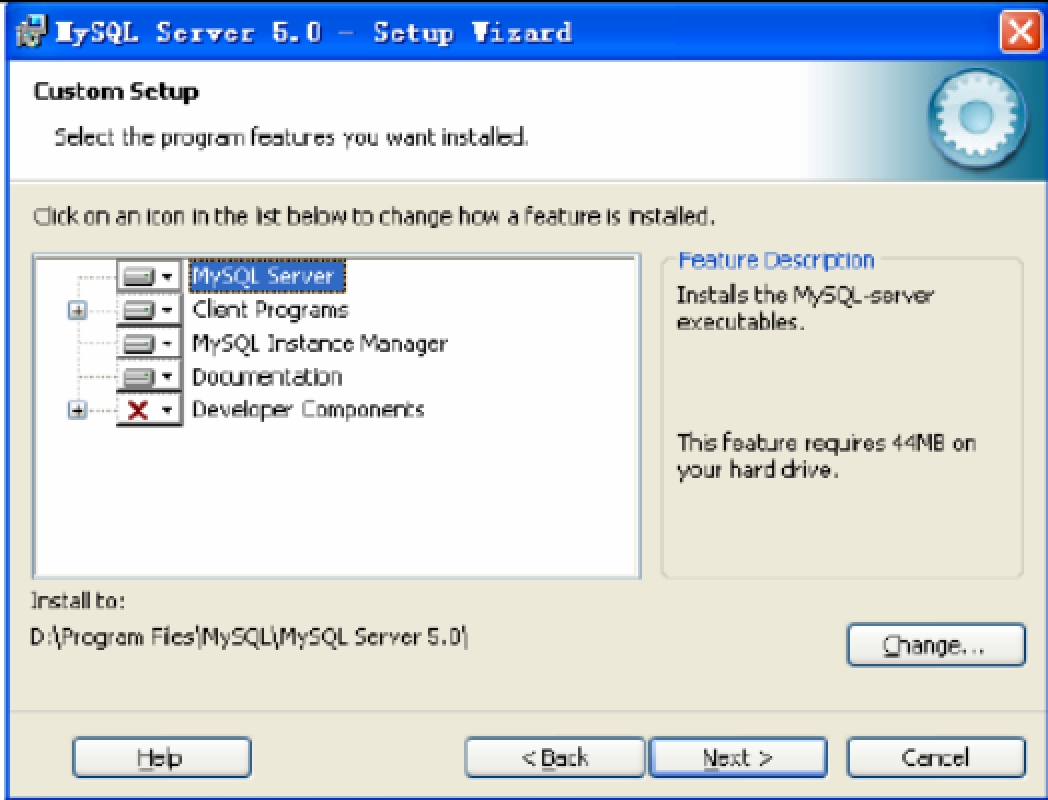 MySQL Server 5.0 - Setup Wizard
Custom Setup
Select the program features you want installed.
Click on an icon in the list below to change how a feature is installed.
MySQL Server
Client Programs
MySQL Instance Manager
Documentation
Developer Components
Feature Description
Installs the MySQL-server
executables.
This feature requires 44MB on
your hard drive.
Install to:
D:\Program Files\MySQL\MySQL Server 5.0\
Change...
Help
< Back
Next >
Cancel